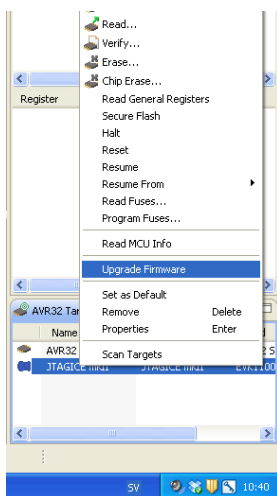 Read...
Verify...
Erase...
Chip Erase...
Register
Read General Registers
Secure Flash
Halt
Reset
Resume
Resume From
Read Fuses...
Program Fuses...
Read MCU Info
Upgrade Firmware
Set as Default
AVR32 Tar
Remove Delete
Name
Properties Enter
AVR32
Scan Targets
JTAGICE mkII JTAGICE mkII EVK1100
SV 10:40